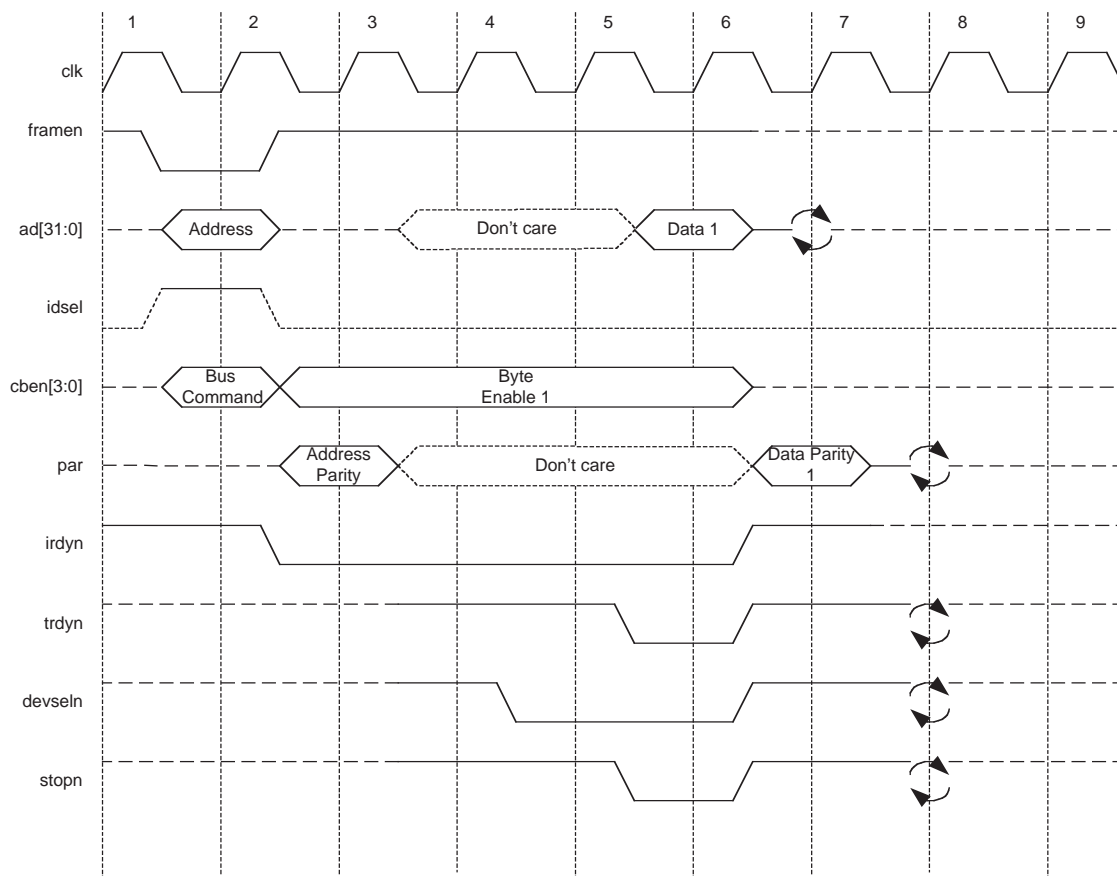 1 2 3 4 5 6 7 8 9
clk
framen
ad[31:0] Address Don't care Data 1
idsel
cben[3:0] Bus
Command Byte
Enable 1
par Address
Parity Don't care Data Parity
1
irdyn
trdyn
devseln
stopn